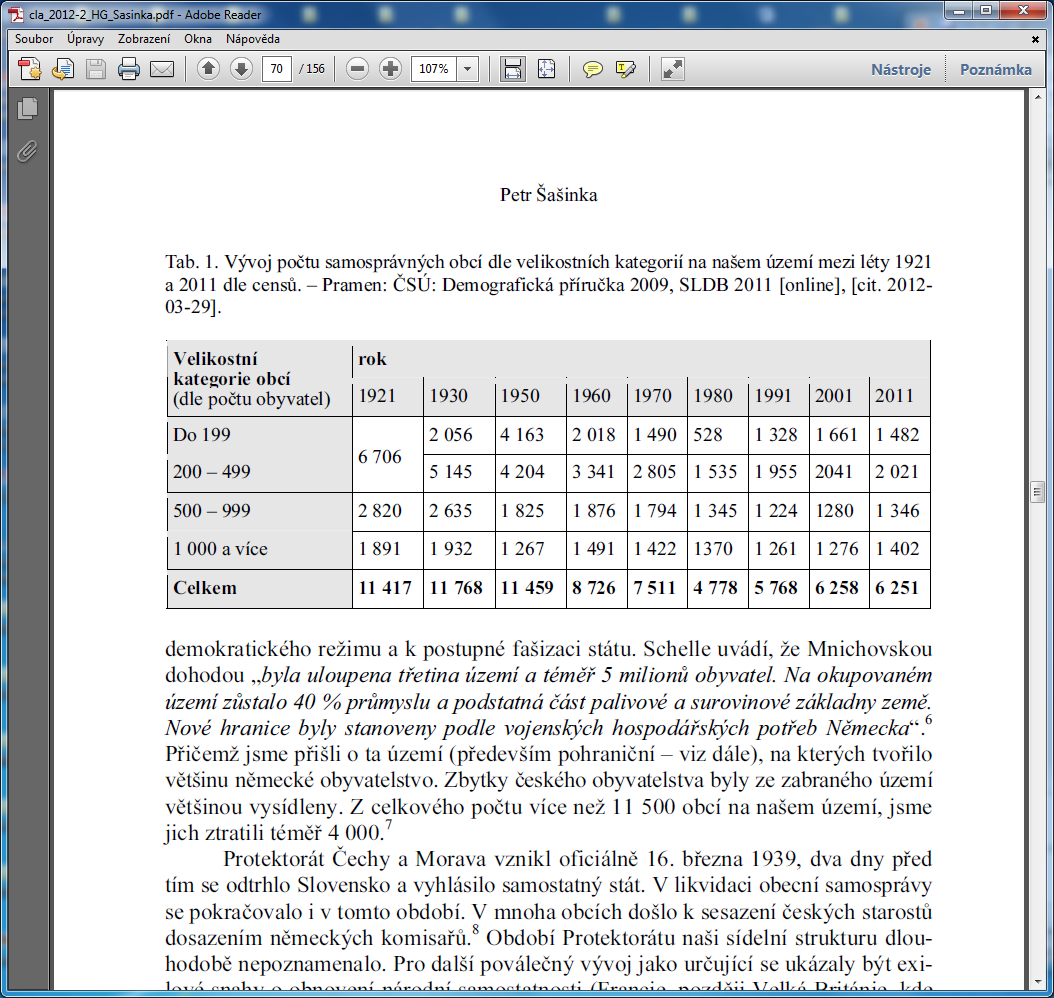 cla_2012-2_HG_Sasinka.pdf - Adobe Reader
Soubor Úpravy Zobrazení Okna Nápověda
70 / 156 107% Nástroje Poznámka
Petr Šašinka
Tab. 1. Vývoj počtu samosprávných obcí dle velikostních kategorií na našem území mezi léty 1921
a 2011 dle censů. – Pramen: ČSÚ: Demografická příručka 2009, SLDB 2011 [online], [cit. 2012-
03-29].
Velikostní kategorie obcí (dle počtu obyvatel) rok
1921 1930 1950 1960 1970 1980 1991 2001 2011
Do 199 6 706 2 056 4 163 2 018 1 490 528 1 328 1 661 1 482
200 – 499 5 145 4 204 3 341 2 805 1 535 1 955 2041 2 021
500 – 999 2 820 2 635 1 825 1 876 1 794 1 345 1 224 1280 1 346
1 000 a více 1 891 1 932 1 267 1 491 1 422 1370 1 261 1 276 1 402
Celkem 11 417 11 768 11 459 8 726 7 511 4 778 5 768 6 258 6 251
demokratického režimu a k postupné fašizaci státu. Schelle uvádí, že Mnichovskou
dohodou „byla uloupena třetina území a téměř 5 milionů obyvatel. Na okupovaném
území zůstalo 40 % průmyslu a podstatná část palivové a surovinové základny země.
Nové hranice byly stanoveny podle vojenských hospodářských potřeb Německa“.6
Přičemž jsme přišli o ta území (především pohraniční – viz dále), na kterých tvořilo
většinu německé obyvatelstvo. Zbytky českého obyvatelstva byly ze zabraného území
většinou vysídleny. Z celkového počtu více než 11 500 obcí na našem území, jsme
jich ztratili téměř 4 000.7
Protektorát Čechy a Morava vznikl oficiálně 16. března 1939, dva dny před
tím se odtrhlo Slovensko a vyhlásilo samostatný stát. V likvidaci obecní samosprávy
se pokračovalo i v tomto období. V mnoha obcích došlo k sesazení českých starostů
dosazením německých komisařů.8 Období Protektorátu naši sídelní strukturu dlou-
hodobě nepoznamenalo. Pro další poválečný vývoj jako určující se ukázaly být exi-
lové snahy o obnovení národní samostatnosti (Francie, později Velká Británie, kde